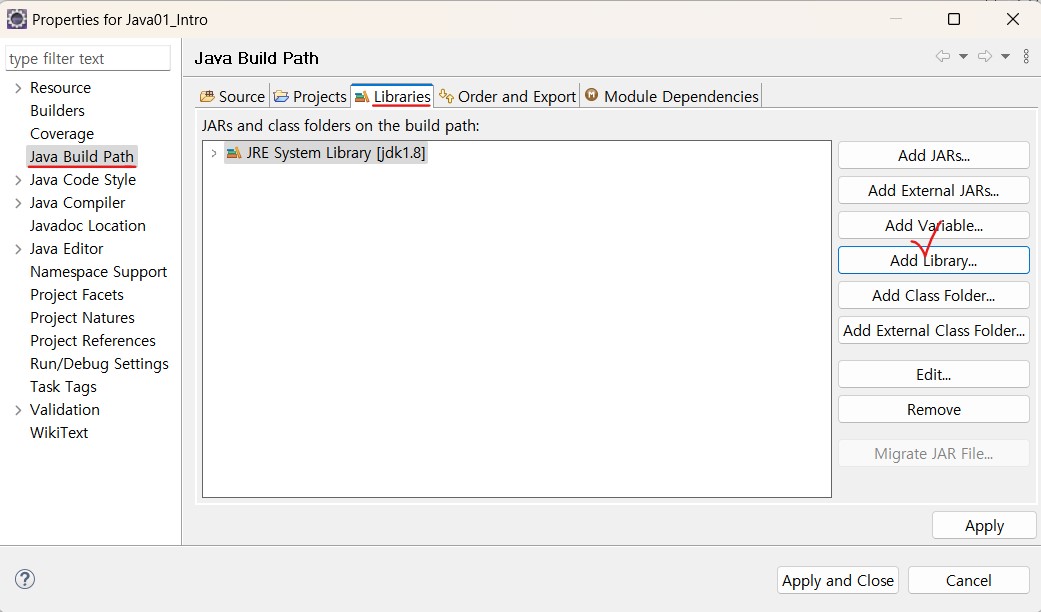 Properties for Java01_Intro
type filter text
Resource
Builders
Coverage
Java Build Path
Java Code Style
Java Compiler
Javadoc Location
Java Editor
Namespace Support
Project Facets
Project Natures
Project References
Run/Debug Settings
Task Tags
Validation
WikiText
Java Build Path
Source Projects Libraries Order and Export Module Dependencies
JARs and class folders on the build path:
JRE System Library [jdk1.8]
Add JARs...
Add External JARs...
Add Variable...
Add Library...
Add Class Folder...
Add External Class Folder...
Edit...
Remove
Migrate JAR File...
Apply
Apply and Close Cancel